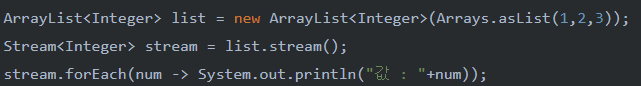 ArrayList<Integer> list = new ArrayList<Integer>(Arrays.asList(1,2,3));
Stream<Integer> stream = list.stream();
stream.forEach(num -> System.out.println("값 : "+num));